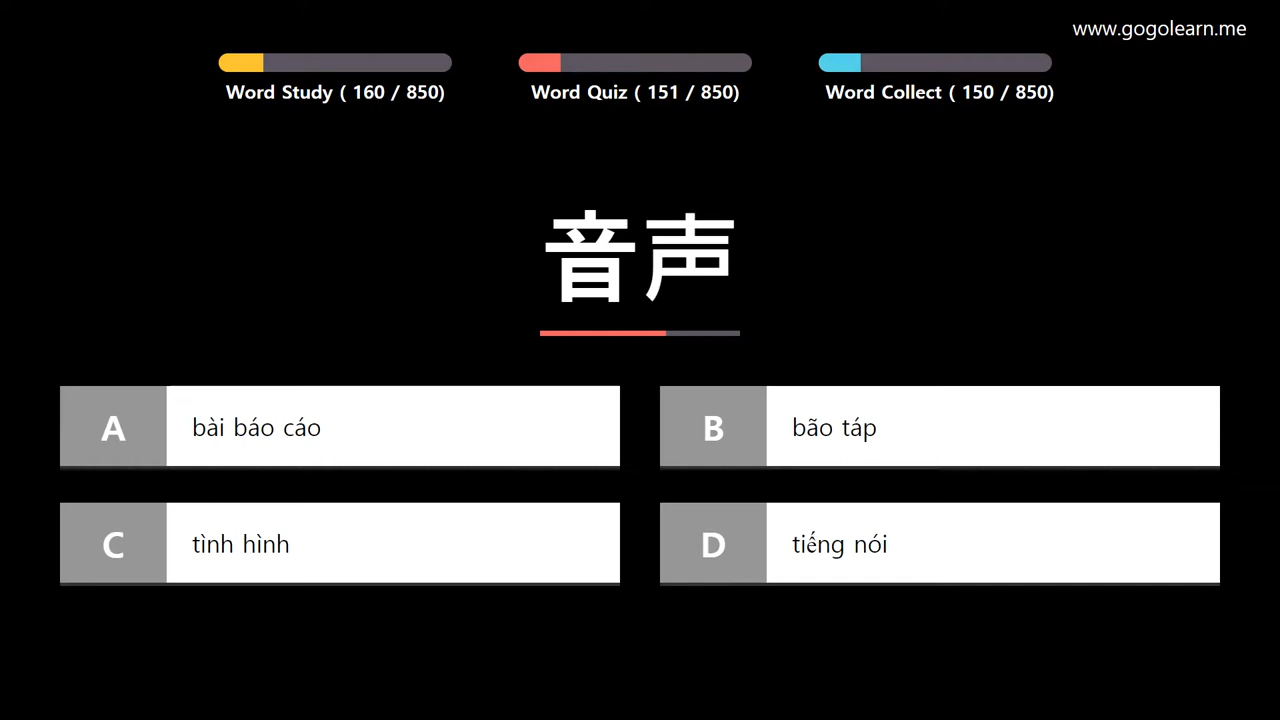 www.gogolearn.me
Word Study ( 160 / 850)
Word Quiz ( 151 / 850)
Word Collect ( 150 / 850)
音声
A
bài báo cáo
B
bão táp
C
tình hình
D
tiếng nói